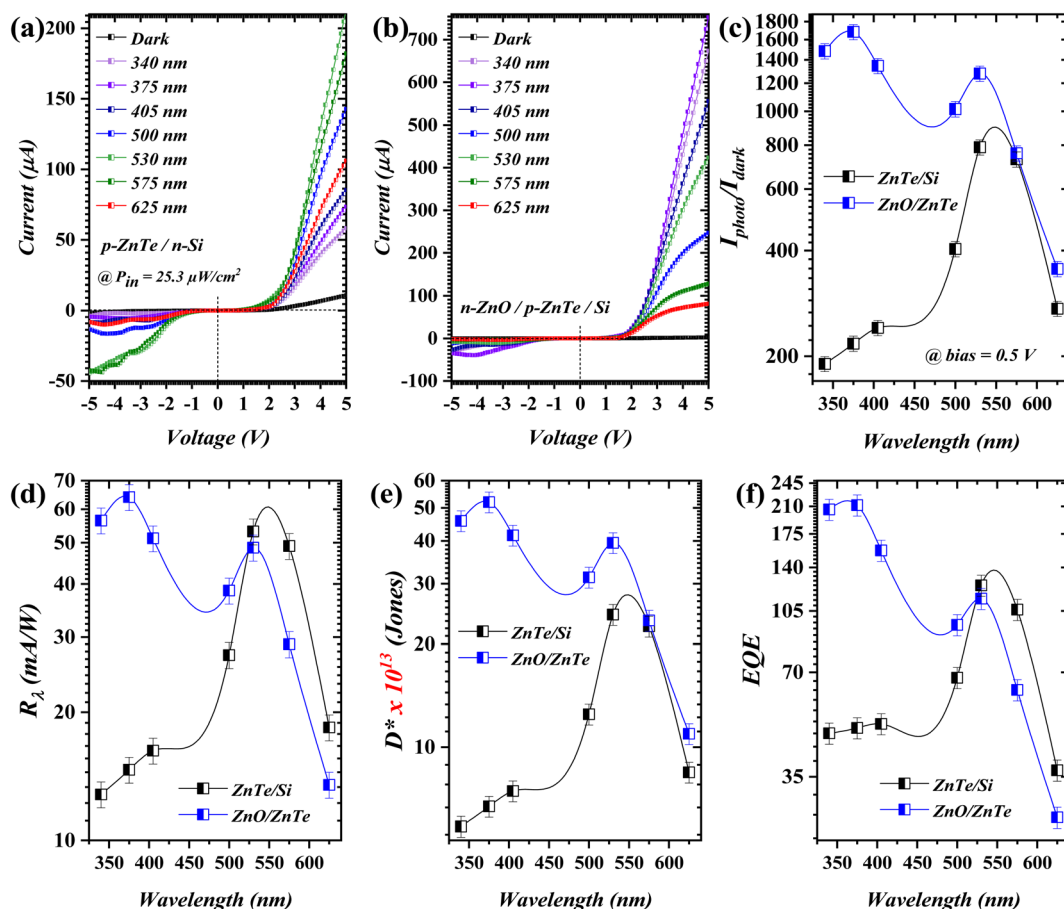 (a)
Dark
340 nm
375 nm
405 nm
500 nm
530 nm
575 nm
625 nm
p-ZnTe / n-Si
@ Pin = 25.3 μW/cm²
Current (μA)
200
150
100
50
0
-50
-5 -4 -3 -2 -1 0 1 2 3 4 5
Voltage (V)
(b)
Dark
340 nm
375 nm
405 nm
500 nm
530 nm
575 nm
625 nm
n-ZnO / p-ZnTe / Si
Current (μA)
700
600
500
400
300
200
100
0
-100
-5 -4 -3 -2 -1 0 1 2 3 4 5
Voltage (V)
(c)
ZnTe/Si
ZnO/ZnTe
@ bias = 0.5 V
Iphoto/Idark
1800
1600
1400
1200
1000
800
600
400
200
350 400 450 500 550 600
Wavelength (nm)
(d)
ZnTe/Si
ZnO/ZnTe
Rλ (mA/W)
70
60
50
40
30
20
10
350 400 450 500 550 600
Wavelength (nm)
(e)
ZnTe/Si
ZnO/ZnTe
D* x 10¹³ (Jones)
60
50
40
30
20
10
350 400 450 500 550 600
Wavelength (nm)
(f)
ZnTe/Si
ZnO/ZnTe
EQE
245
210
175
140
105
70
35
350 400 450 500 550 600
Wavelength (nm)